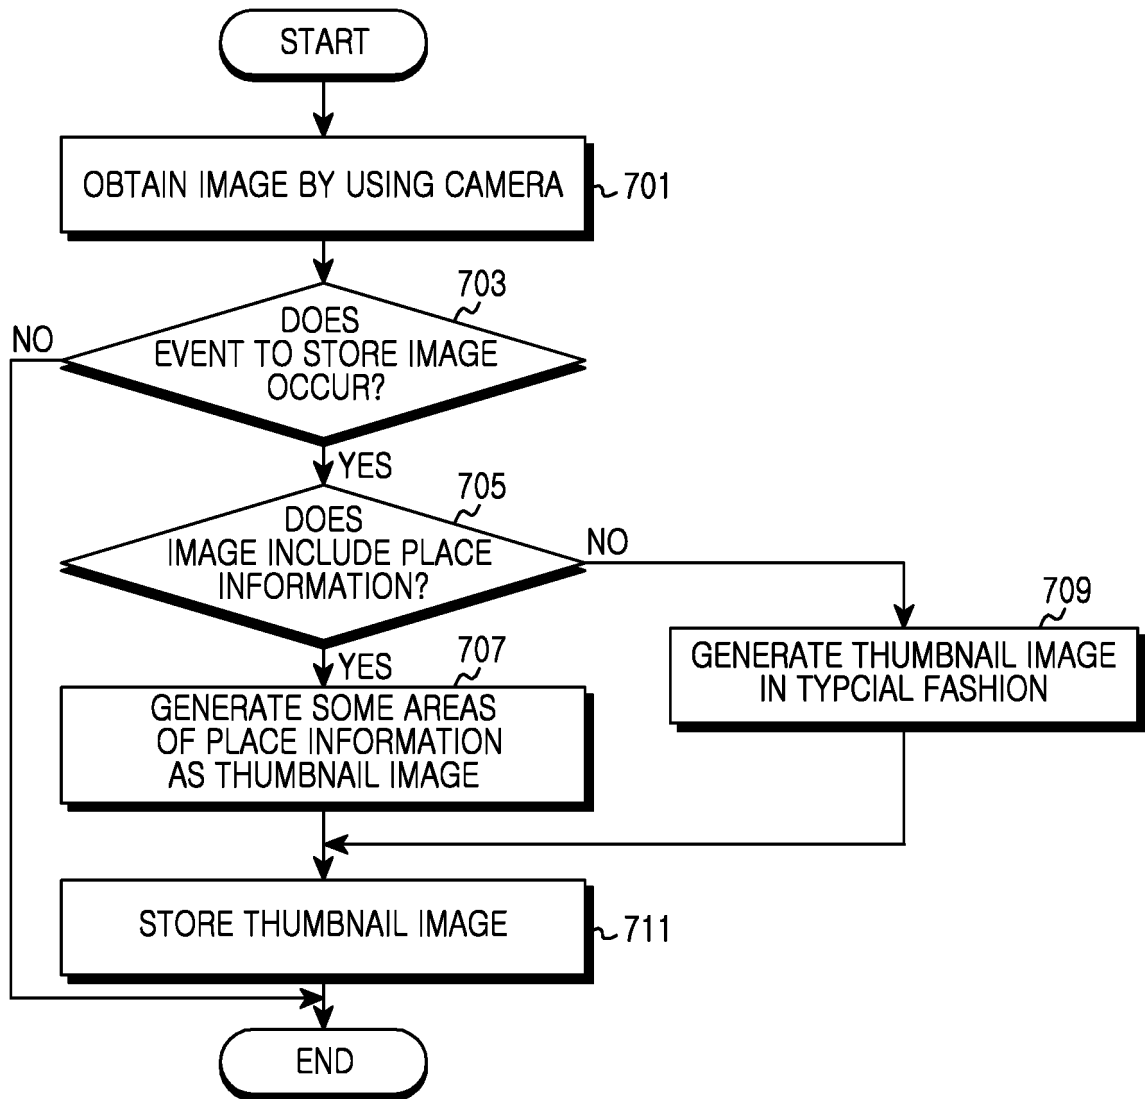 START
OBTAIN IMAGE BY USING CAMERA
701
703
DOES
EVENT TO STORE IMAGE
OCCUR?
NO
YES
705
DOES
IMAGE INCLUDE PLACE
INFORMATION?
NO
YES
707
GENERATE SOME AREAS
OF PLACE INFORMATION
AS THUMBNAIL IMAGE
709
GENERATE THUMBNAIL IMAGE
IN TYPCIAL FASHION
STORE THUMBNAIL IMAGE
711
END